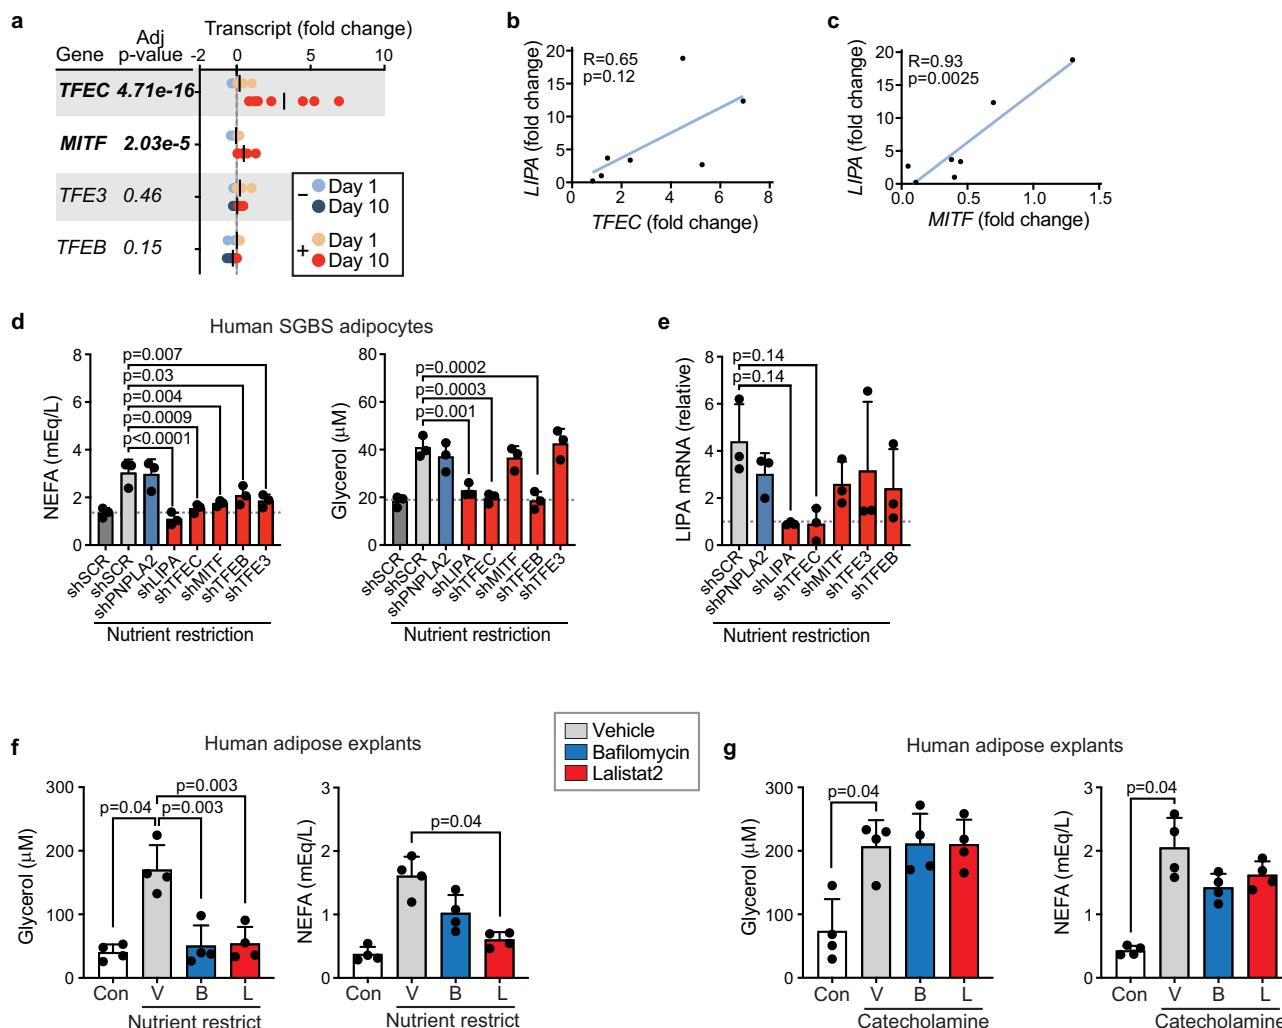 a
Transcript (fold change)
Gene
Adj
p-value
-2 0 5 10
TFEC 4.71e-16
MITF 2.03e-5
TFE3 0.46
TFEB 0.15
− Day 1
Day 10
+ Day 1
Day 10
b
R=0.65
p=0.12
20
15
10
5
0
0 2 4 6 8
LIPA (fold change)
TFEC (fold change)
c
R=0.93
p=0.0025
20
15
10
5
0
0 0.5 1.0 1.5
LIPA (fold change)
MITF (fold change)
d
Human SGBS adipocytes
NEFA (mEq/L)
8
6
4
2
0
p=0.007
p=0.03
p=0.004
p=0.0009
p<0.0001
shSCR
shSCR
shPNPLA2
shLIPA
shTFEC
shMITF
shTFEB
shTFE3
Nutrient restriction
Glycerol (μM)
80
60
40
20
0
p=0.0002
p=0.0003
p=0.001
shSCR
shSCR
shPNPLA2
shLIPA
shTFEC
shMITF
shTFEB
shTFE3
Nutrient restriction
e
LIPA mRNA (relative)
8
6
4
2
0
p=0.14
p=0.14
shSCR
shPNPLA2
shLIPA
shTFEC
shMITF
shTFE3
shTFEB
Nutrient restriction
Vehicle
Bafilomycin
Lalistat2
f
Human adipose explants
Glycerol (μM)
300
200
100
0
p=0.003
p=0.04 p=0.003
Con V B L
Nutrient restrict
NEFA (mEq/L)
3
2
1
0
p=0.04
Con V B L
Nutrient restrict
g
Human adipose explants
Glycerol (μM)
300
200
100
0
p=0.04
Con V B L
Catecholamine
NEFA (mEq/L)
3
2
1
0
p=0.04
Con V B L
Catecholamine